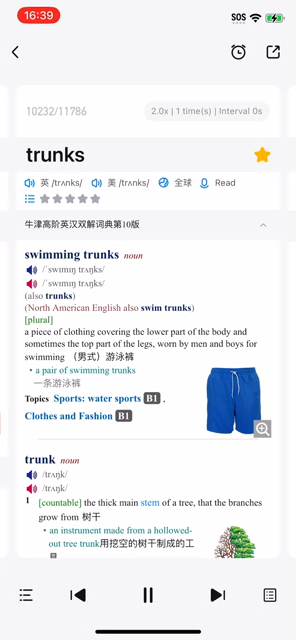 16:39
SOS
10232/11786
2.0x | 1 time(s) | Interval 0s
trunks
英 /trʌnks/ 美 /trʌnks/ 全球 Read
牛津高阶英汉双解词典第10版
swimming trunks noun
/ˈswɪmɪŋ trʌŋks/
/ˈswɪmɪŋ trʌŋks/
(also trunks)
(North American English also swim trunks)
[plural]
a piece of clothing covering the lower part of the body and
sometimes the top part of the legs, worn by men and boys for
swimming （男式）游泳裤
• a pair of swimming trunks
一条游泳裤
Topics Sports: water sports B1 ,
Clothes and Fashion B1
trunk noun
/trʌŋk/
/trʌŋk/
1 [countable] the thick main stem of a tree, that the branches
grow from 树干
• an instrument made from a hollowed-
out tree trunk用挖空的树干制成的工